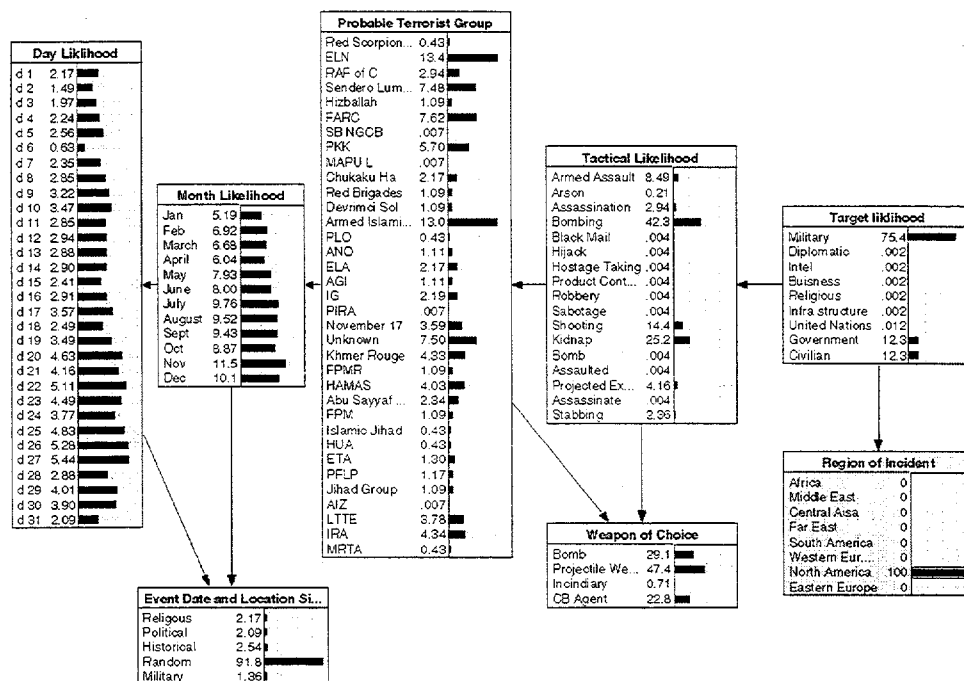 Day Liklihood
d 1 2.17
d 2 1.49
d 3 1.97
d 4 2.24
d 5 2.56
d 6 0.63
d 7 2.35
d 8 2.85
d 9 3.22
d 10 3.47
d 11 2.85
d 12 2.94
d 13 2.88
d 14 2.90
d 15 2.41
d 16 2.91
d 17 3.57
d 18 2.49
d 19 3.49
d 20 4.63
d 21 4.16
d 22 5.11
d 23 4.49
d 24 3.77
d 25 4.83
d 26 5.28
d 27 5.44
d 28 2.88
d 29 4.01
d 30 3.90
d 31 2.09
Month Likelihood
Jan 5.19
Feb 6.92
March 6.68
April 6.04
May 7.93
June 8.00
July 9.76
August 9.52
Sept 9.43
Oct 8.87
Nov 11.5
Dec 10.1
Probable Terrorist Group
Red Scorpion... 0.43
ELN 13.4
RAF of C 2.94
Sendero Lum... 7.48
Hizballah 1.09
FARC 7.62
SBNGCB .007
PKK 5.70
MAPU L .007
Chukaku Ha 2.17
Red Brigades 1.09
Devrimci Sol 1.09
Armed Islami... 13.0
PLO 0.43
ANO 1.11
ELA 2.17
AGI 1.11
IG 2.19
PIRA .007
November 17 3.59
Unknown 7.50
Khmer Rouge 4.33
FPMR 1.09
HAMAS 4.03
Abu Sayyaf ... 2.34
FPM 1.09
Islamic Jihad 0.43
HUA 0.43
ETA 1.30
PFLP 1.17
Jihad Group 1.09
AIZ .007
LTTE 3.78
IRA 4.34
MRTA 0.43
Tactical Likelihood
Armed Assault 8.49
Arson 0.21
Assassination 2.94
Bombing 42.3
Black Mail .004
Hijack .004
Hostage Taking .004
Product Cont... .004
Robbery .004
Sabotage .004
Shooting 14.4
Kidnap 25.2
Bomb .004
Assaulted .004
Projected Ex... 4.16
Assassinate .004
Stabbing 2.36
Target liklihood
Military 75.4
Diplomatic .002
Intel .002
Buisness .002
Religious .002
Infra structure .002
United Nations .012
Government 12.3
Civilian 12.3
Region of Incident
Africa 0
Middle East 0
Central Aisa 0
Far East 0
South America 0
Western Eur... 0
North America 100
Eastern Europe 0
Weapon of Choice
Bomb 29.1
Projectile We... 47.4
Incindiary 0.71
CB Agent 22.8
Event Date and Location Si...
Religous 2.17
Political 2.09
Historical 2.54
Random 91.8
Military 1.36